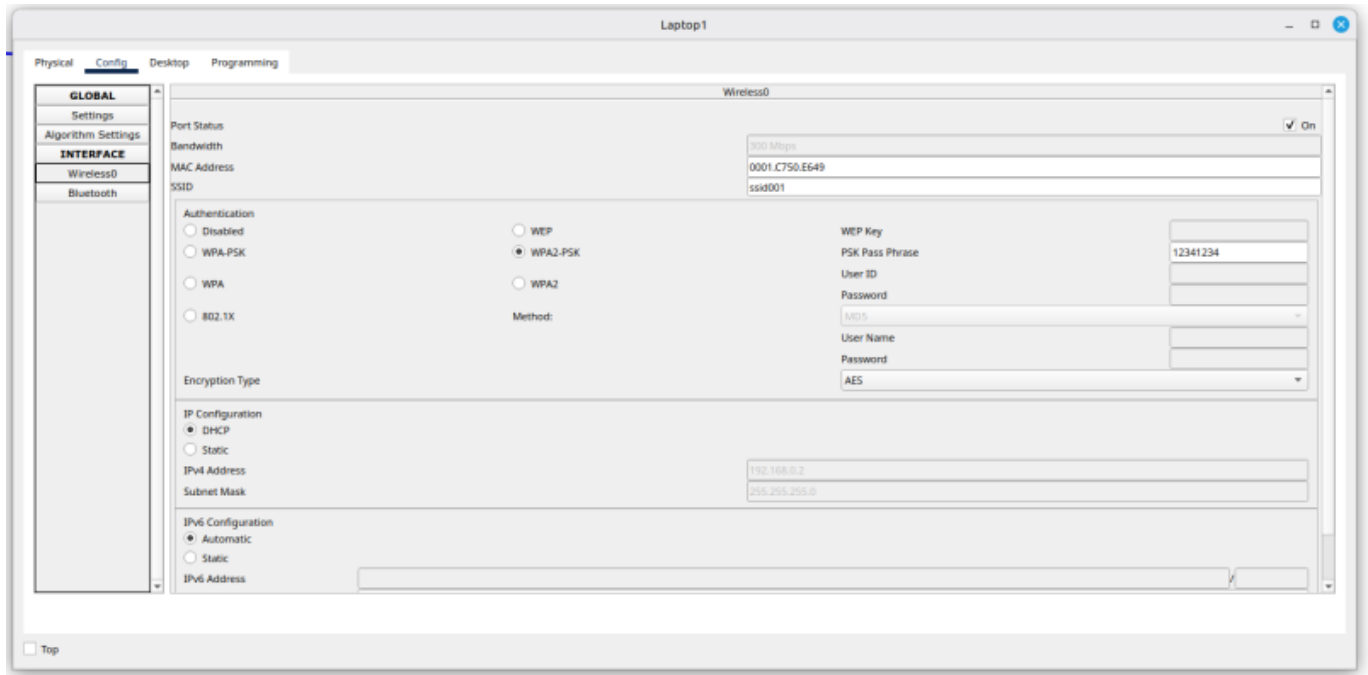 Laptop1
Physical Config Desktop Programming
GLOBAL
Settings
Algorithm Settings
INTERFACE
Wireless0
Bluetooth
Wireless0
Port Status On
Bandwidth 300 Mbps
MAC Address 0001.C750.E649
SSID ssid001
Authentication
Disabled WEP WEP Key
WPA-PSK WPA2-PSK PSK Pass Phrase 12341234
User ID
WPA WPA2
Password
802.1X Method: MD5
User Name
Password
Encryption Type AES
IP Configuration
DHCP
Static
IPv4 Address 192.168.0.2
Subnet Mask 255.255.255.0
IPv6 Configuration
Automatic
Static
IPv6 Address /
Top